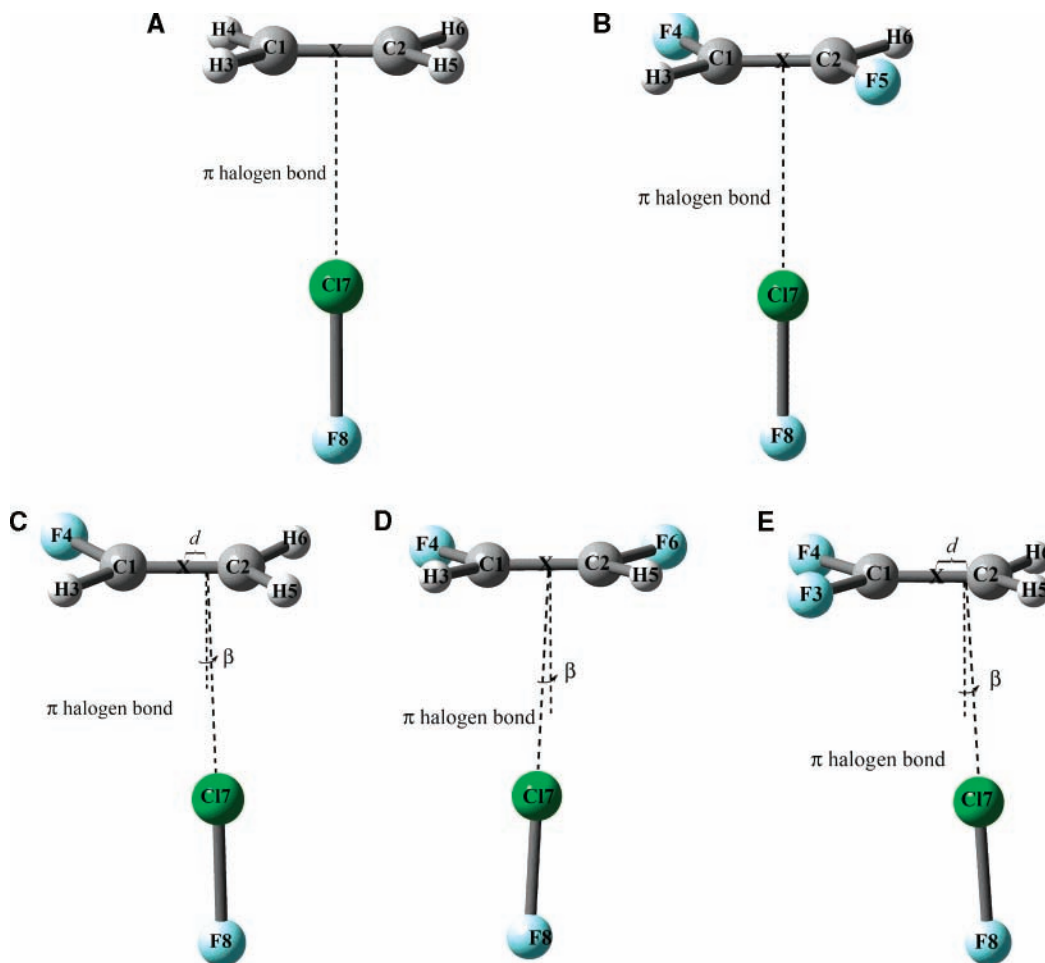 A
H4
H6
C1
X
C2
H3
H5
π halogen bond
Cl7
F8
B
F4
H6
C1
X
C2
H3
F5
π halogen bond
Cl7
F8
C
F4
d
H6
C1
X
C2
H3
H5
β
π halogen bond
Cl7
F8
D
F4
F6
X
H3
C1
C2
H5
β
π halogen bond
Cl7
F8
E
F4
d
H6
C1
X
C2
F3
H5
β
π halogen bond
Cl7
F8